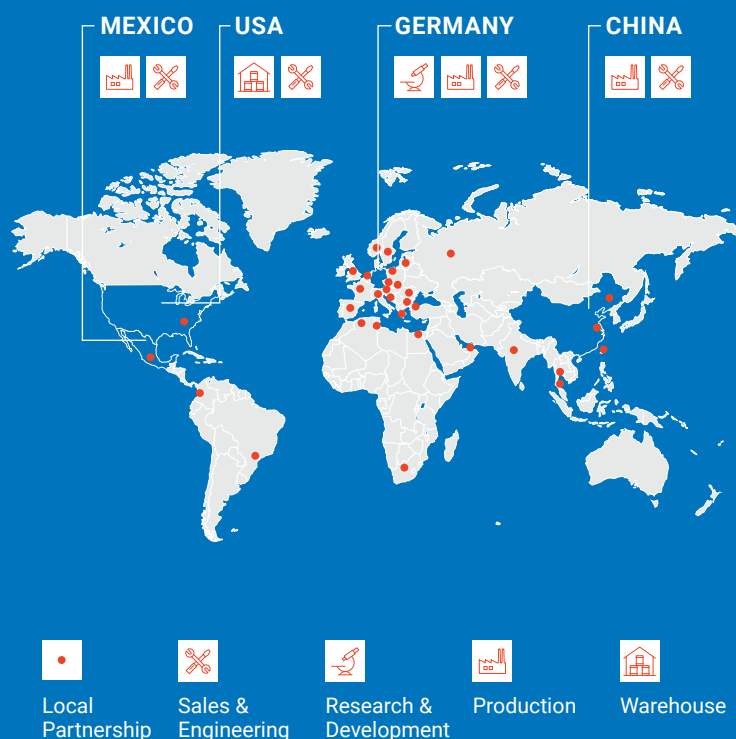 MEXICO
USA
GERMANY
CHINA
Local
Partnership
Sales &
Engineering
Research &
Development
Production
Warehouse